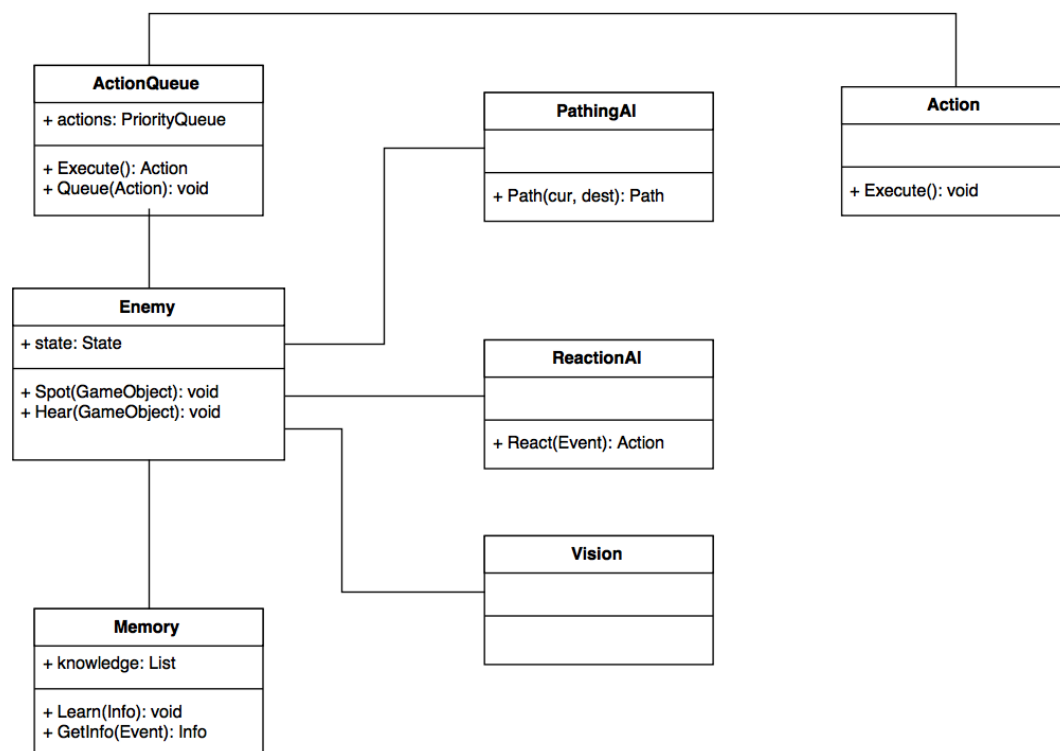 ActionQueue
+ actions: PriorityQueue
+ Execute(): Action
+ Queue(Action): void
PathingAI
+ Path(cur, dest): Path
Action
+ Execute(): void
Enemy
+ state: State
+ Spot(GameObject): void
+ Hear(GameObject): void
ReactionAI
+ React(Event): Action
Vision
Memory
+ knowledge: List
+ Learn(Info): void
+ GetInfo(Event): Info